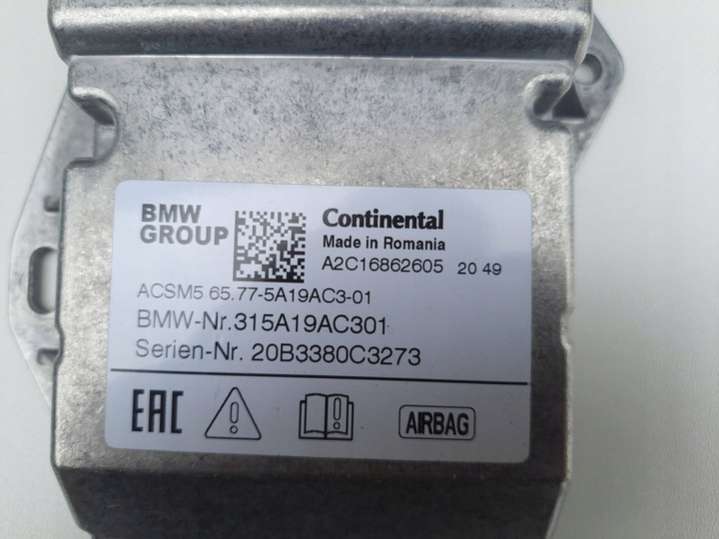 BMW
GROUP
Continental
Made in Romania
A2C16862605 20 49
ACSM5 65.77-5A19AC3-01
BMW-Nr.315A19AC301
Serien-Nr. 20B3380C3273
EAC
AIRBAG